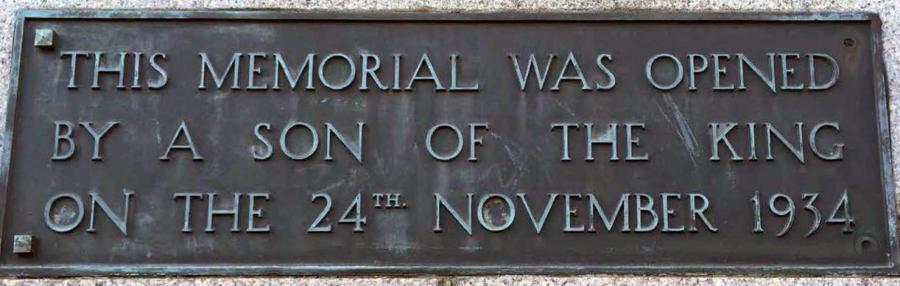 THIS MEMORIAL WAS OPENED
BY A SON OF THE KING
ON THE 24TH. NOVEMBER 1934